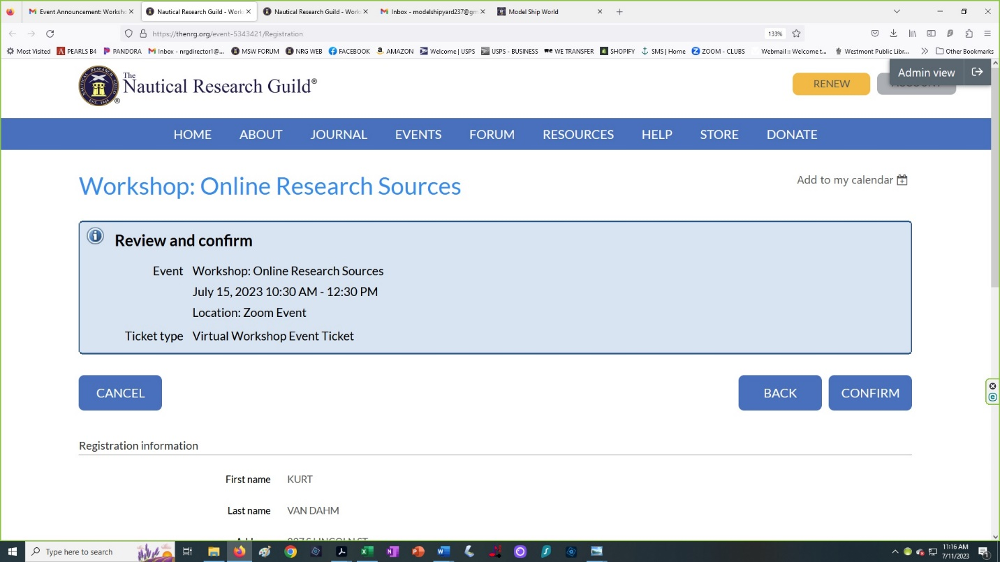 Event Announcement: Worksh
Nautical Research Guild - Work
Nautical Research Guild - Work
Inbox - modelshipyard237@gm
Model Ship World
https://thenrg.org/event-5343421/Registration
133%
Most Visited PEARLS B4 PANDORA Inbox - nrgdirector1@... MSW FORUM NRG WEB FACEBOOK AMAZON Welcome | USPS USPS - BUSINESS WE TRANSFER SHOPIFY SMS | Home ZOOM - CLUBS Webmail :: Welcome t... Westmont Public Libr... Other Bookmarks
Admin view
The
Nautical Research Guild®
RENEW
HOME ABOUT JOURNAL EVENTS FORUM RESOURCES HELP STORE DONATE
Workshop: Online Research Sources
Add to my calendar
Review and confirm
Event Workshop: Online Research Sources
July 15, 2023 10:30 AM - 12:30 PM
Location: Zoom Event
Ticket type Virtual Workshop Event Ticket
CANCEL BACK CONFIRM
Registration information
First name KURT
Last name VAN DAHM
Type here to search
11:16 AM
7/11/2023